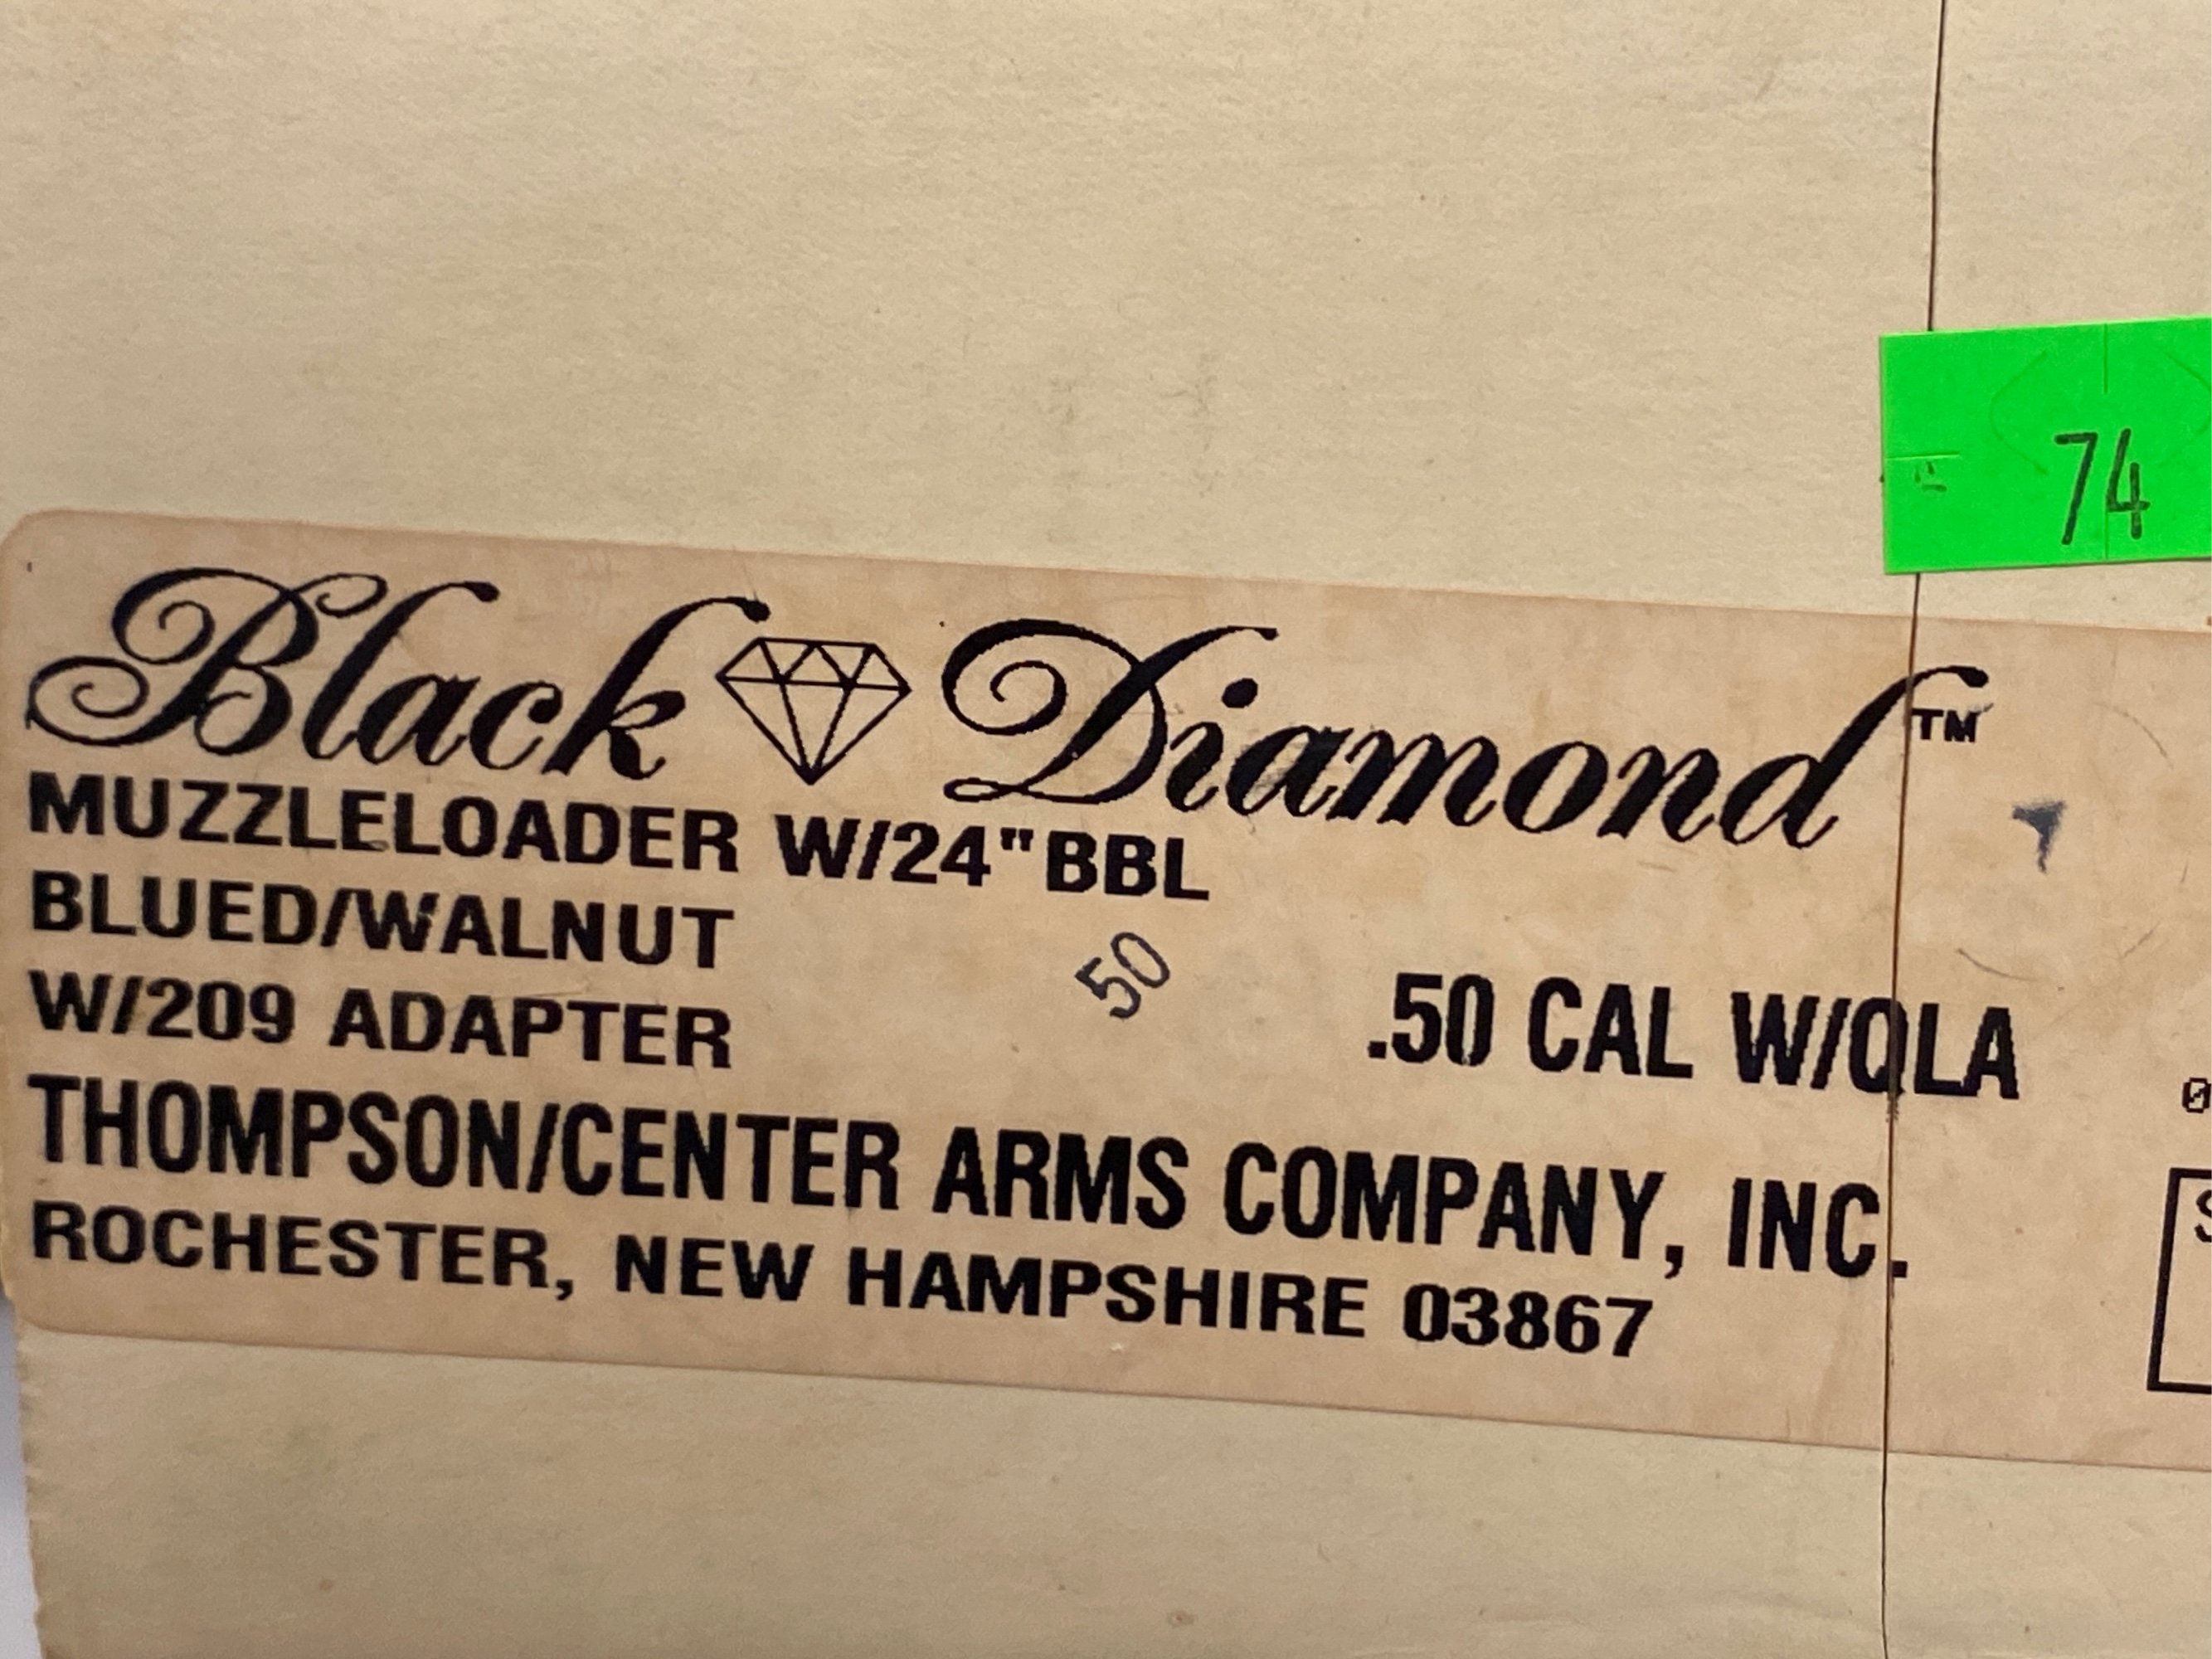 74
Black Diamond™
MUZZLELOADER W/24"BBL
BLUED/WALNUT
50
W/209 ADAPTER
.50 CAL W/QLA
THOMPSON/CENTER ARMS COMPANY, INC.
ROCHESTER, NEW HAMPSHIRE 03867